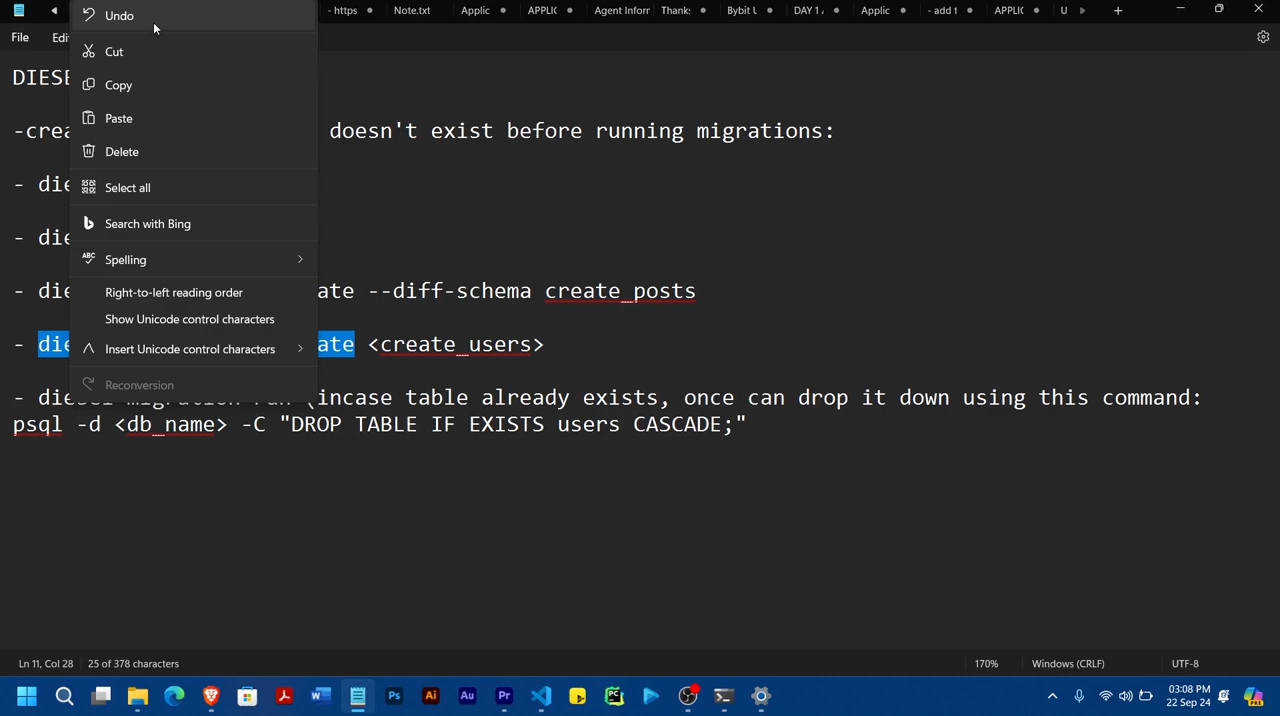 Undo
- https
Note.txt
Applic
APPLIC
Agent Inforr
Thanks
Bybit U
DAY 1 /
Applic
- add t
APPLIC
U
File
Edi
Cut
DIESE
Copy
Paste
-crea
doesn't exist before running migrations:
Delete
Select all
- die
Search with Bing
- die
Spelling
Right-to-left reading order
- die
ate --diff-schema create_posts
Show Unicode control characters
Insert Unicode control characters
- die
ate <create_users>
Reconversion
- diesel migration run (incase table already exists, once can drop it down using this command:
psql -d <db_name> -C "DROP TABLE IF EXISTS users CASCADE;"
Ln 11, Col 28
25 of 378 characters
170%
Windows (CRLF)
UTF-8
03:08 PM
22 Sep 24